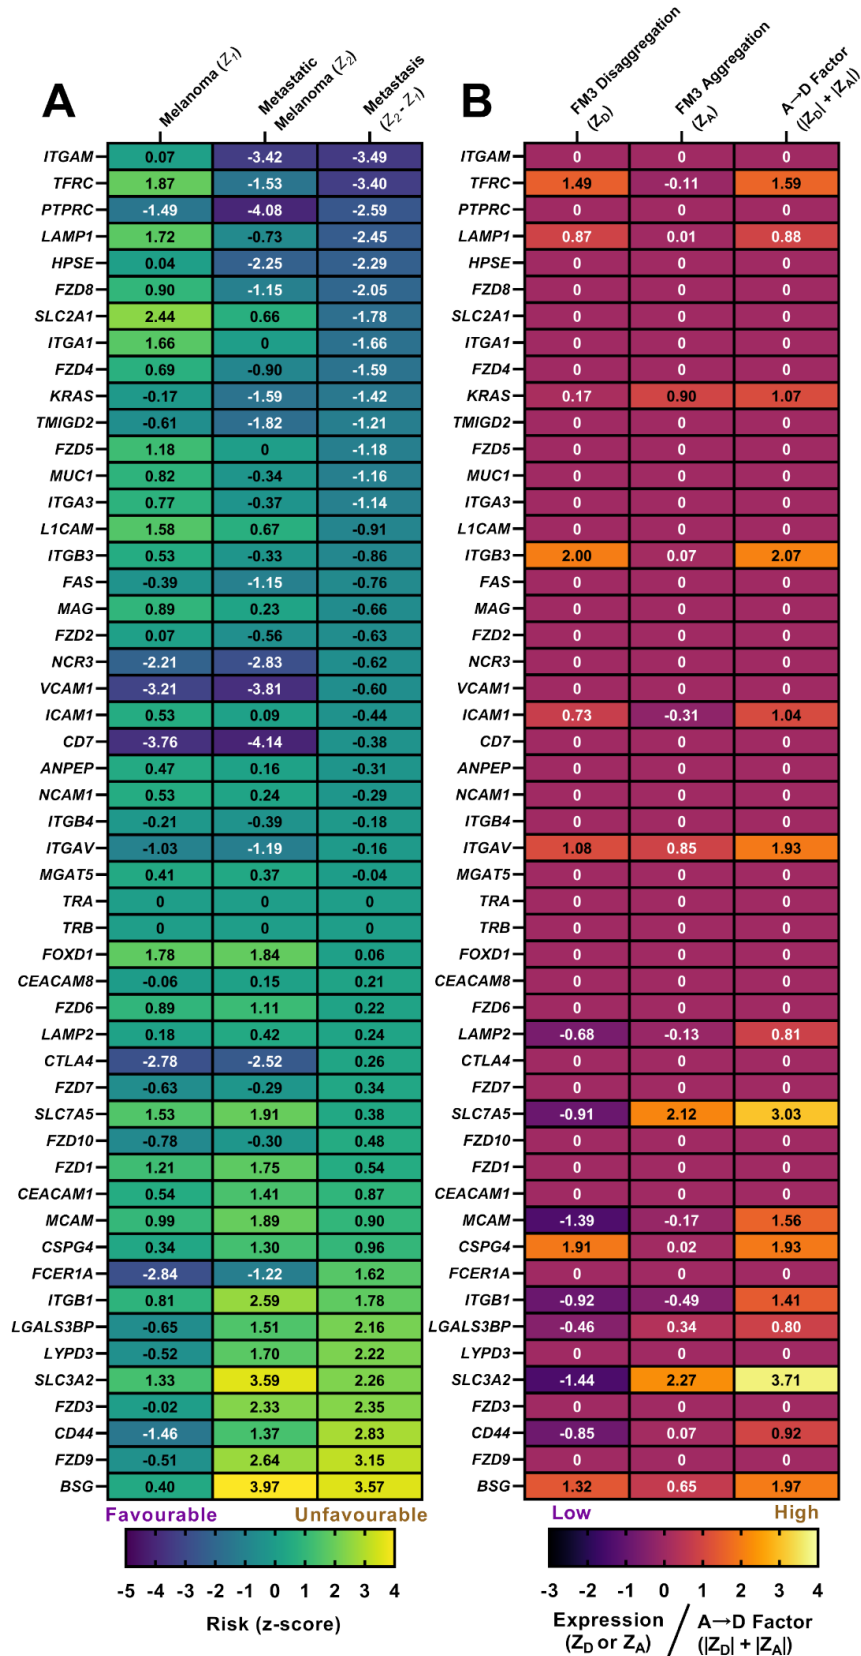 A
Melanoma (Z1)
Metastatic
Melanoma (Z2)
Metastasis
(Z2 - Z1)
B
FM3 Disaggregation
(ZD)
FM3 Aggregation
(ZA)
A→D Factor
(|ZD| + |ZA|)
ITGAM 0.07 -3.42 -3.49 ITGAM 0 0 0
TFRC 1.87 -1.53 -3.40 TFRC 1.49 -0.11 1.59
PTPRC -1.49 -4.08 -2.59 PTPRC 0 0 0
LAMP1 1.72 -0.73 -2.45 LAMP1 0.87 0.01 0.88
HPSE 0.04 -2.25 -2.29 HPSE 0 0 0
FZD8 0.90 -1.15 -2.05 FZD8 0 0 0
SLC2A1 2.44 0.66 -1.78 SLC2A1 0 0 0
ITGA1 1.66 0 -1.66 ITGA1 0 0 0
FZD4 0.69 -0.90 -1.59 FZD4 0 0 0
KRAS -0.17 -1.59 -1.42 KRAS 0.17 0.90 1.07
TMIGD2 -0.61 -1.82 -1.21 TMIGD2 0 0 0
FZD5 1.18 0 -1.18 FZD5 0 0 0
MUC1 0.82 -0.34 -1.16 MUC1 0 0 0
ITGA3 0.77 -0.37 -1.14 ITGA3 0 0 0
L1CAM 1.58 0.67 -0.91 L1CAM 0 0 0
ITGB3 0.53 -0.33 -0.86 ITGB3 2.00 0.07 2.07
FAS -0.39 -1.15 -0.76 FAS 0 0 0
MAG 0.89 0.23 -0.66 MAG 0 0 0
FZD2 0.07 -0.56 -0.63 FZD2 0 0 0
NCR3 -2.21 -2.83 -0.62 NCR3 0 0 0
VCAM1 -3.21 -3.81 -0.60 VCAM1 0 0 0
ICAM1 0.53 0.09 -0.44 ICAM1 0.73 -0.31 1.04
CD7 -3.76 -4.14 -0.38 CD7 0 0 0
ANPEP 0.47 0.16 -0.31 ANPEP 0 0 0
NCAM1 0.53 0.24 -0.29 NCAM1 0 0 0
ITGB4 -0.21 -0.39 -0.18 ITGB4 0 0 0
ITGAV -1.03 -1.19 -0.16 ITGAV 1.08 0.85 1.93
MGAT5 0.41 0.37 -0.04 MGAT5 0 0 0
TRA 0 0 0 TRA 0 0 0
TRB 0 0 0 TRB 0 0 0
FOXD1 1.78 1.84 0.06 FOXD1 0 0 0
CEACAM8 -0.06 0.15 0.21 CEACAM8 0 0 0
FZD6 0.89 1.11 0.22 FZD6 0 0 0
LAMP2 0.18 0.42 0.24 LAMP2 -0.68 -0.13 0.81
CTLA4 -2.78 -2.52 0.26 CTLA4 0 0 0
FZD7 -0.63 -0.29 0.34 FZD7 0 0 0
SLC7A5 1.53 1.91 0.38 SLC7A5 -0.91 2.12 3.03
FZD10 -0.78 -0.30 0.48 FZD10 0 0 0
FZD1 1.21 1.75 0.54 FZD1 0 0 0
CEACAM1 0.54 1.41 0.87 CEACAM1 0 0 0
MCAM 0.99 1.89 0.90 MCAM -1.39 -0.17 1.56
CSPG4 0.34 1.30 0.96 CSPG4 1.91 0.02 1.93
FCER1A -2.84 -1.22 1.62 FCER1A 0 0 0
ITGB1 0.81 2.59 1.78 ITGB1 -0.92 -0.49 1.41
LGALS3BP -0.65 1.51 2.16 LGALS3BP -0.46 0.34 0.80
LYPD3 -0.52 1.70 2.22 LYPD3 0 0 0
SLC3A2 1.33 3.59 2.26 SLC3A2 -1.44 2.27 3.71
FZD3 -0.02 2.33 2.35 FZD3 0 0 0
CD44 -1.46 1.37 2.83 CD44 -0.85 0.07 0.92
FZD9 -0.51 2.64 3.15 FZD9 0 0 0
BSG 0.40 3.97 3.57 BSG 1.32 0.65 1.97
Favourable Unfavourable Low High
-5 -4 -3 -2 -1 0 1 2 3 4 -3 -2 -1 0 1 2 3 4
Risk (z-score)
Expression
(ZD or ZA)
/
A→D Factor
(|ZD| + |ZA|)